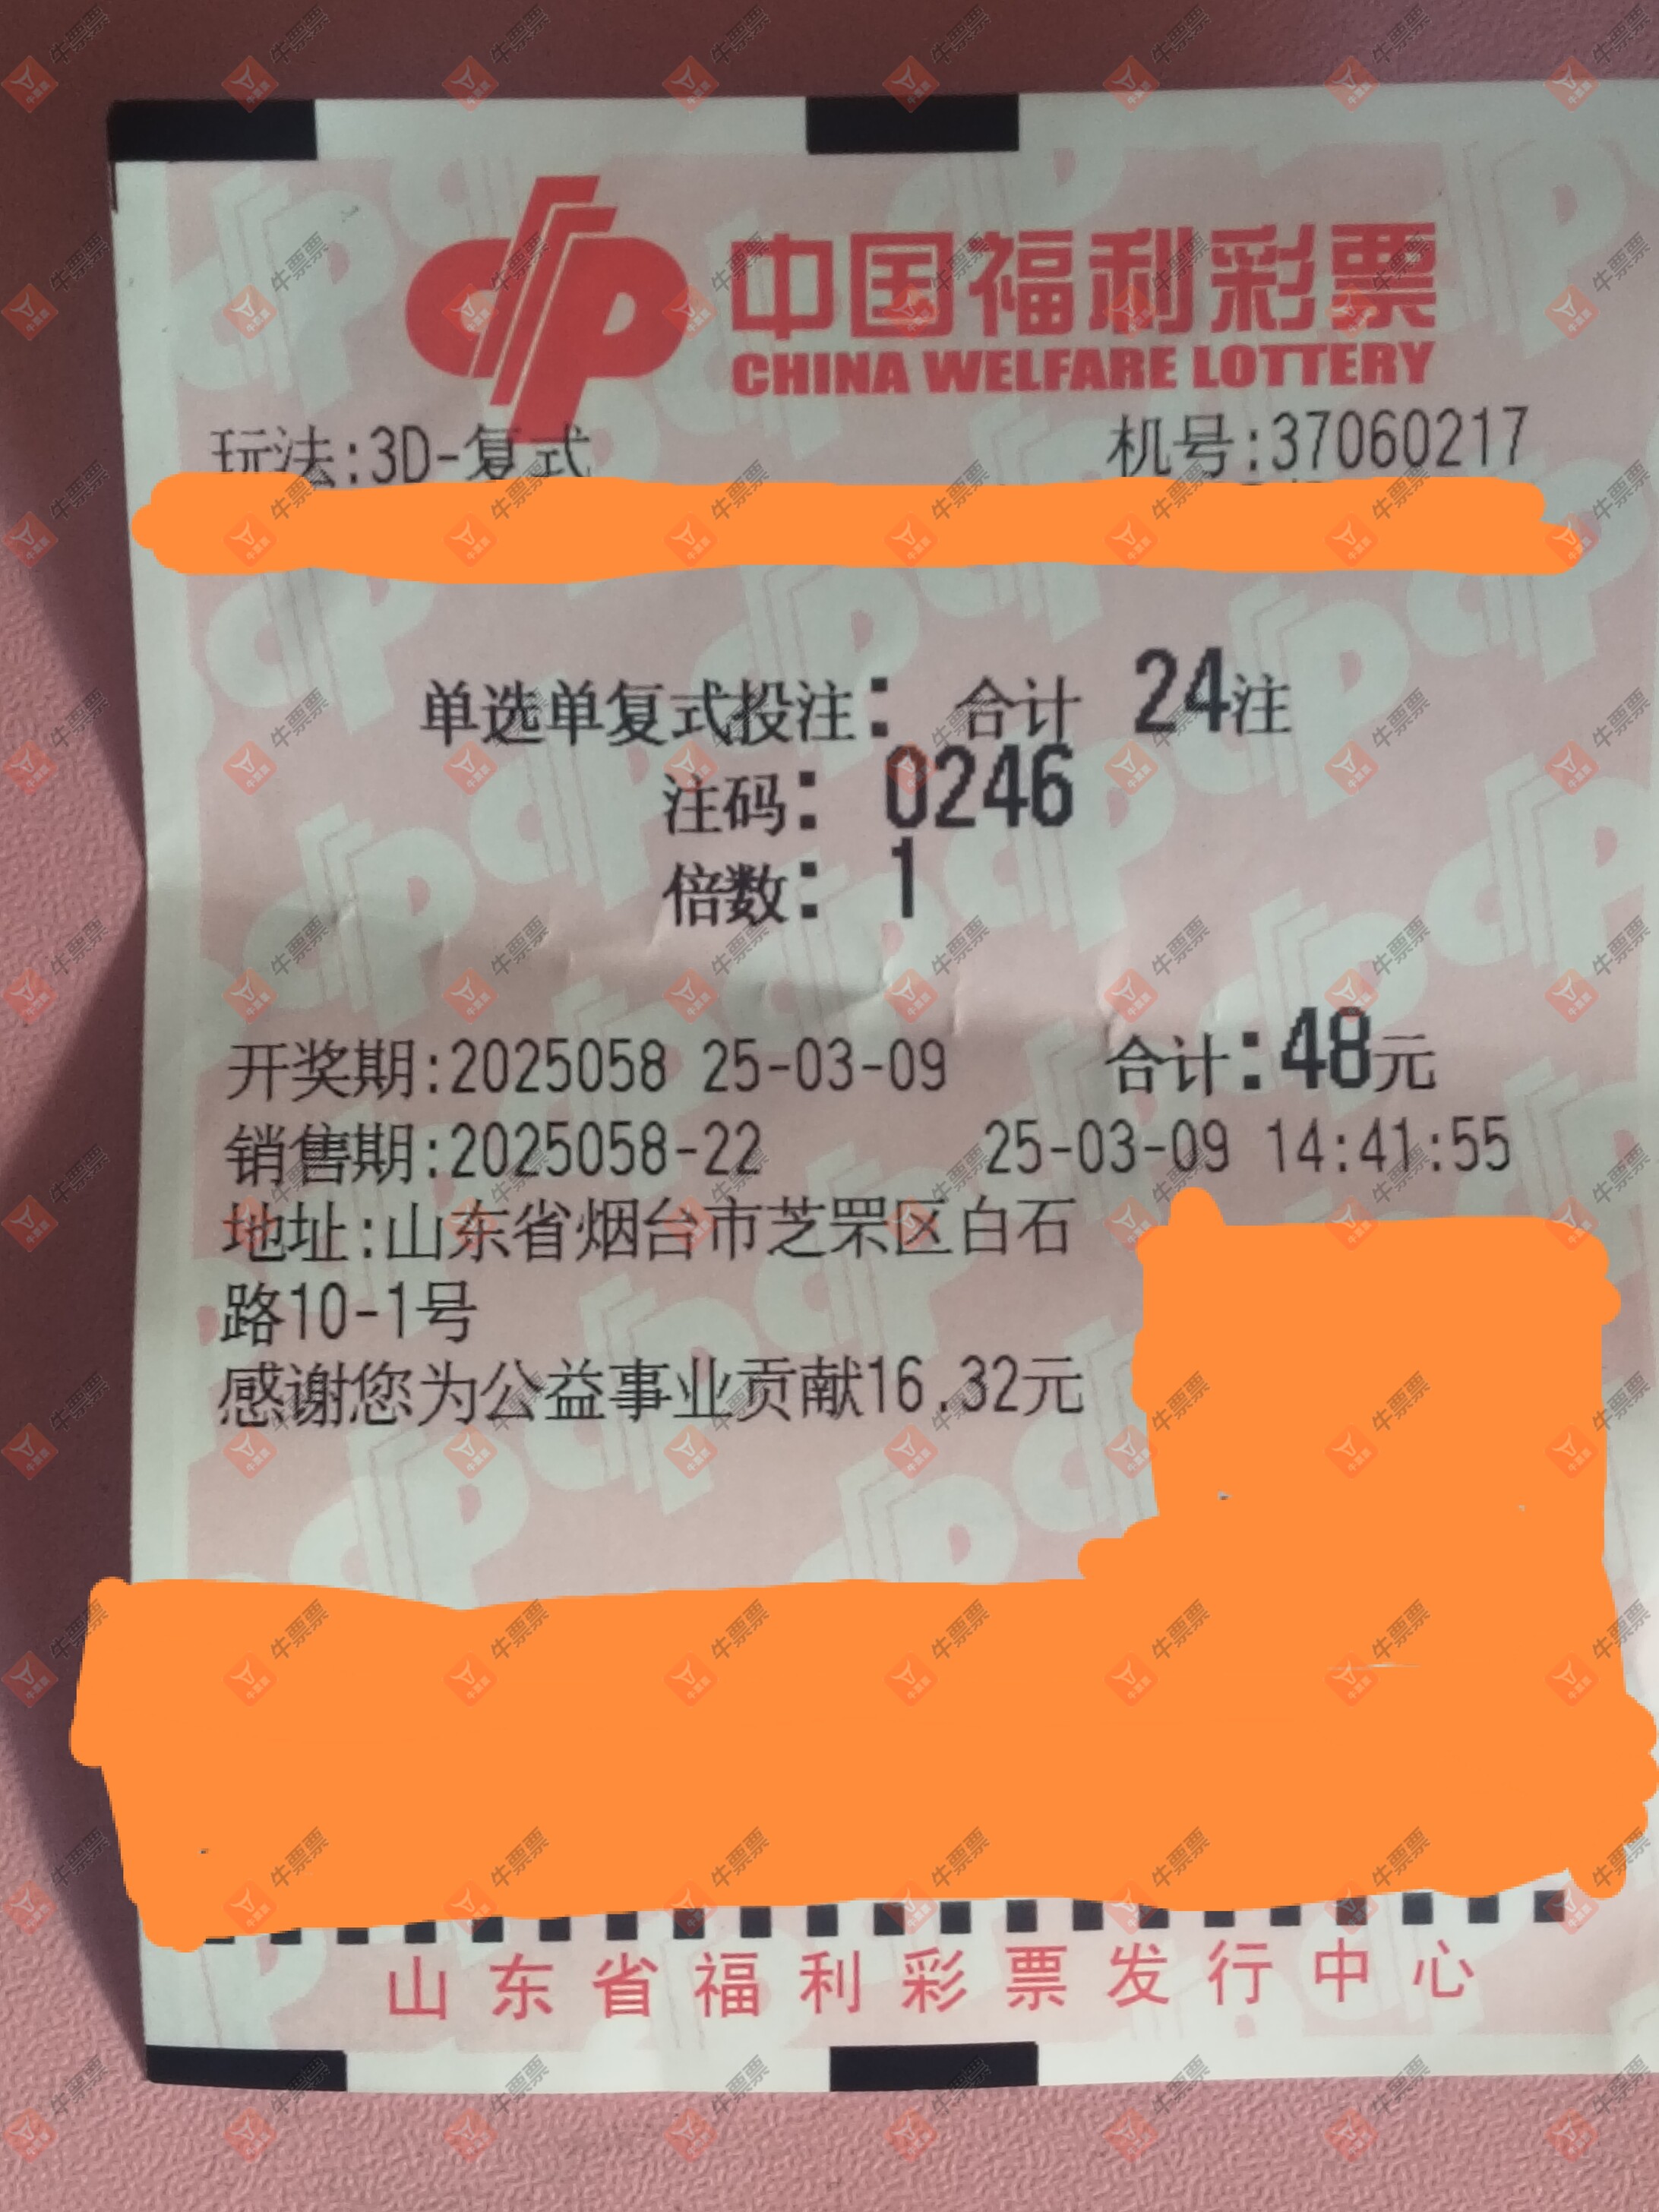 中国福利彩票
CHINA WELFARE LOTTERY
玩法:3D-复式 机号:37060217
单选单复式投注: 合计 24注
注码: 0246
倍数: 1
开奖期:2025058 25-03-09 合计:48元
销售期:2025058-22 25-03-09 14:41:55
地址:山东省烟台市芝罘区白石
路10-1号
感谢您为公益事业贡献16.32元
山东省福利彩票发行中心
牛票票